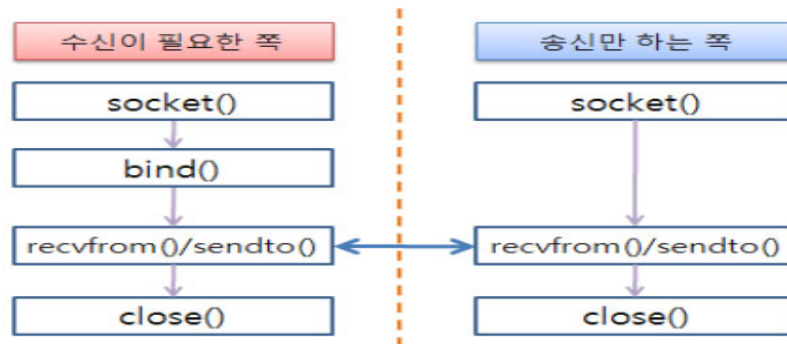 수신이 필요한 쪽
socket()
bind()
recvfrom()/sendto()
close()
송신만 하는 쪽
socket()
recvfrom()/sendto()
close()